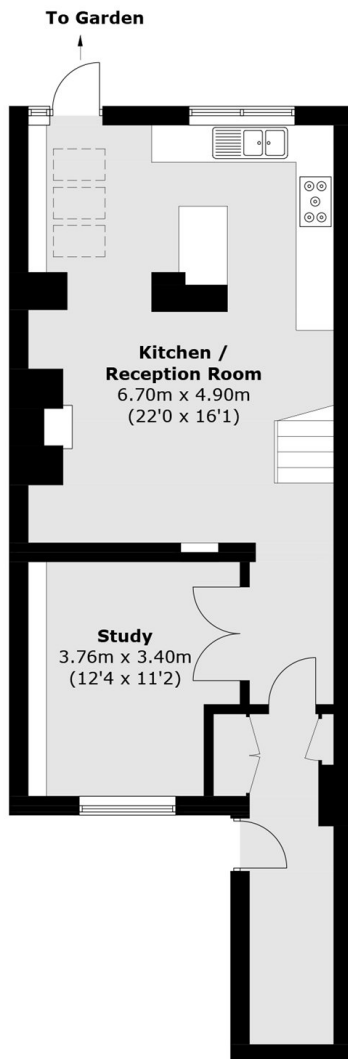 To Garden
Kitchen /
Reception Room
6.70m x 4.90m
(22'0 x 16'1)
Study
3.76m x 3.40m
(12'4 x 11'2)